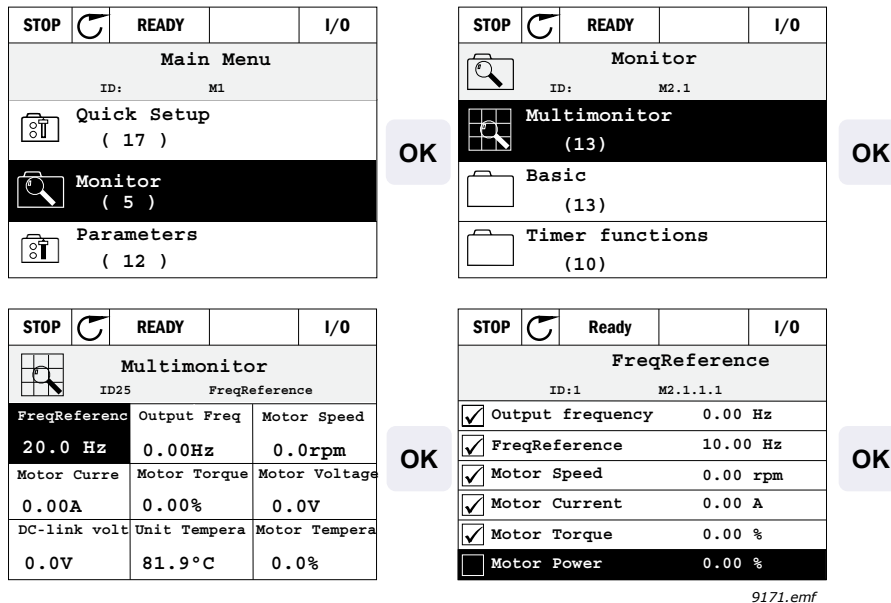 STOP READY I/O
Main Menu
ID: M1
Quick Setup
( 17 )
Monitor
( 5 )
Parameters
( 12 )
OK
STOP READY I/O
Monitor
ID: M2.1
Multimonitor
(13)
Basic
(13)
Timer functions
(10)
OK
STOP READY I/O
Multimonitor
ID25 FreqReference
FreqReferenc Output Freq Motor Speed
20.0 Hz 0.00Hz 0.0rpm
Motor Curre Motor Torque Motor Voltage
0.00A 0.00% 0.0V
DC-link volt Unit Tempera Motor Tempera
0.0V 81.9°C 0.0%
OK
STOP Ready I/O
FreqReference
ID:1 M2.1.1.1
Output frequency 0.00 Hz
FreqReference 10.00 Hz
Motor Speed 0.00 rpm
Motor Current 0.00 A
Motor Torque 0.00 %
Motor Power 0.00 %
OK
9171.emf